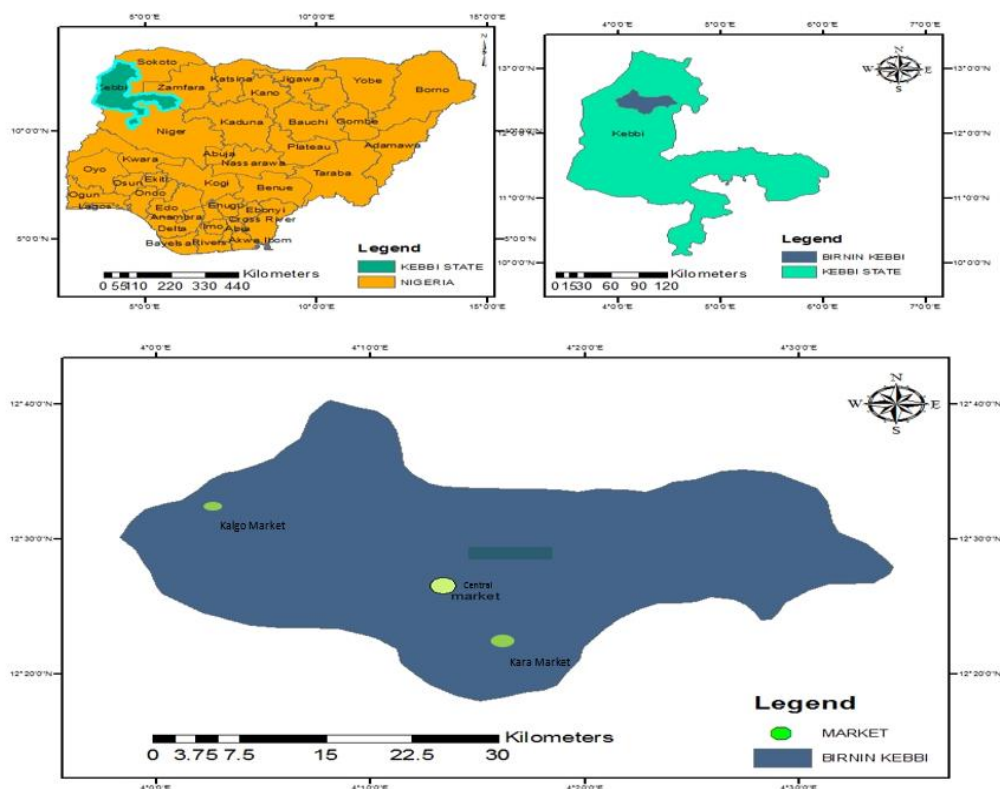 5°0'0"E 10°0'0"E 15°0'0"E
N
Sokoto
Katsina Jigawa Yobe
Zamfara Kano Borno
Kebbi
10°0'0"N
Kaduna Bauchi Gombe
Niger
Adamawa
Plateau
Abuja
Kwara Nassarawa
Oyo Taraba
Osun Ekiti Kogi Benue
Ogun Ondo
Lagos Edo Enugu Ebonyi
Anambra Cross River
Delta Imo Abia
Bayelsa Rivers Akwa Ibom
5°0'0"N
Legend
KEBBI STATE
NIGERIA
Kilometers
0 55 110 220 330 440
5°0'0"E 10°0'0"E 15°0'0"E
13°0'0"N 13°0'0"N
N
W E
S
12°0'0"N
Kebbi
11°0'0"N 11°0'0"N
10°0'0"N
Legend
BIRNIN KEBBI
KEBBI STATE
Kilometers
0 15 30 60 90 120
4°0'0"E 5°0'0"E 6°0'0"E 7°0'0"E
4°0'0"E 4°10'0"E 4°20'0"E 4°30'0"E
12°40'0"N 12°40'0"N
N
W E
S
Kalgo Market
12°30'0"N 12°30'0"N
Central
market
Kara Market
12°20'0"N 12°20'0"N
Legend
MARKET
BIRNIN KEBBI
Kilometers
0 3.75 7.5 15 22.5 30
4°0'0"E 4°10'0"E 4°20'0"E 4°30'0"E